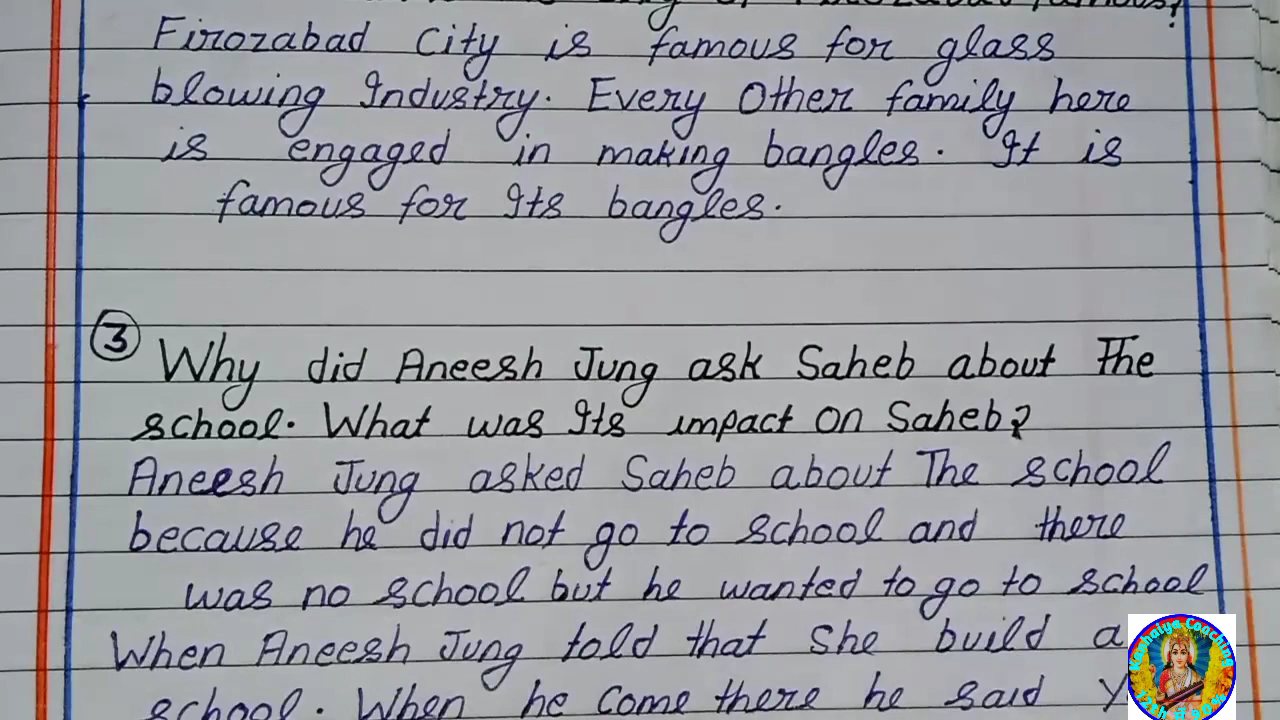 famous?
Firozabad City is famous for glass
blowing Industry. Every Other family here
is engaged in making bangles. It is
famous for Its bangles.
3 Why did Aneesh Jung ask Saheb about The
school. What was Its impact on Saheb?
Aneesh Jung asked Saheb about The school
because he did not go to school and there
was no school but he wanted to go to school
When Aneesh Jung told that She build a
school. When he come there he said
Kanhaiya Coaching